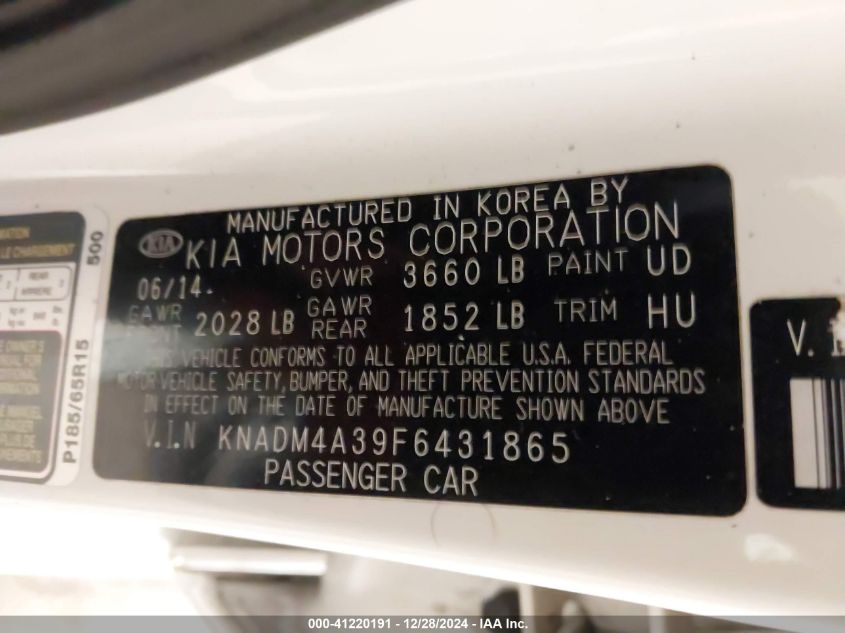 MANUFACTURED IN KOREA BY
KIA KIA MOTORS CORPORATION
06/14 GVWR 3660 LB PAINT UD
GAWR FRONT 2028 LB GAWR REAR 1852 LB TRIM HU
THIS VEHICLE CONFORMS TO ALL APPLICABLE U.S.A. FEDERAL
MOTOR VEHICLE SAFETY, BUMPER, AND THEFT PREVENTION STANDARDS
IN EFFECT ON THE DATE OF MANUFACTURE SHOWN ABOVE
V.I.N KNADM4A39F6431865
PASSENGER CAR
500
P185/65R15
REAR
V.
000-41220191 - 12/28/2024 - IAA Inc.